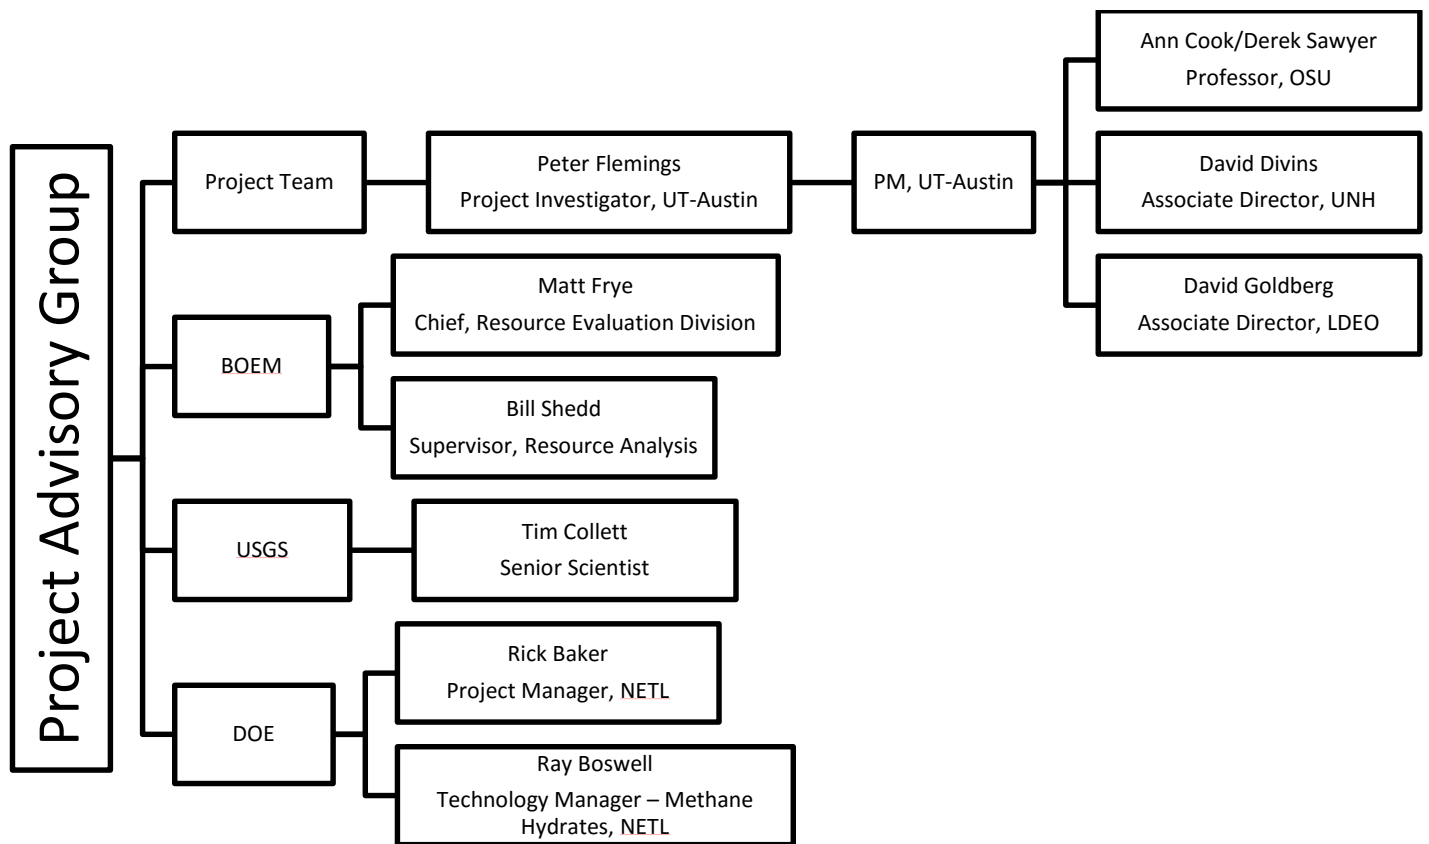 Project Advisory Group
Project Team
Peter Flemings
Project Investigator, UT-Austin
PM, UT-Austin
Ann Cook/Derek Sawyer
Professor, OSU
David Divins
Associate Director, UNH
David Goldberg
Associate Director, LDEO
BOEM
Matt Frye
Chief, Resource Evaluation Division
Bill Shedd
Supervisor, Resource Analysis
USGS
Tim Collett
Senior Scientist
DOE
Rick Baker
Project Manager, NETL
Ray Boswell
Technology Manager – Methane
Hydrates, NETL